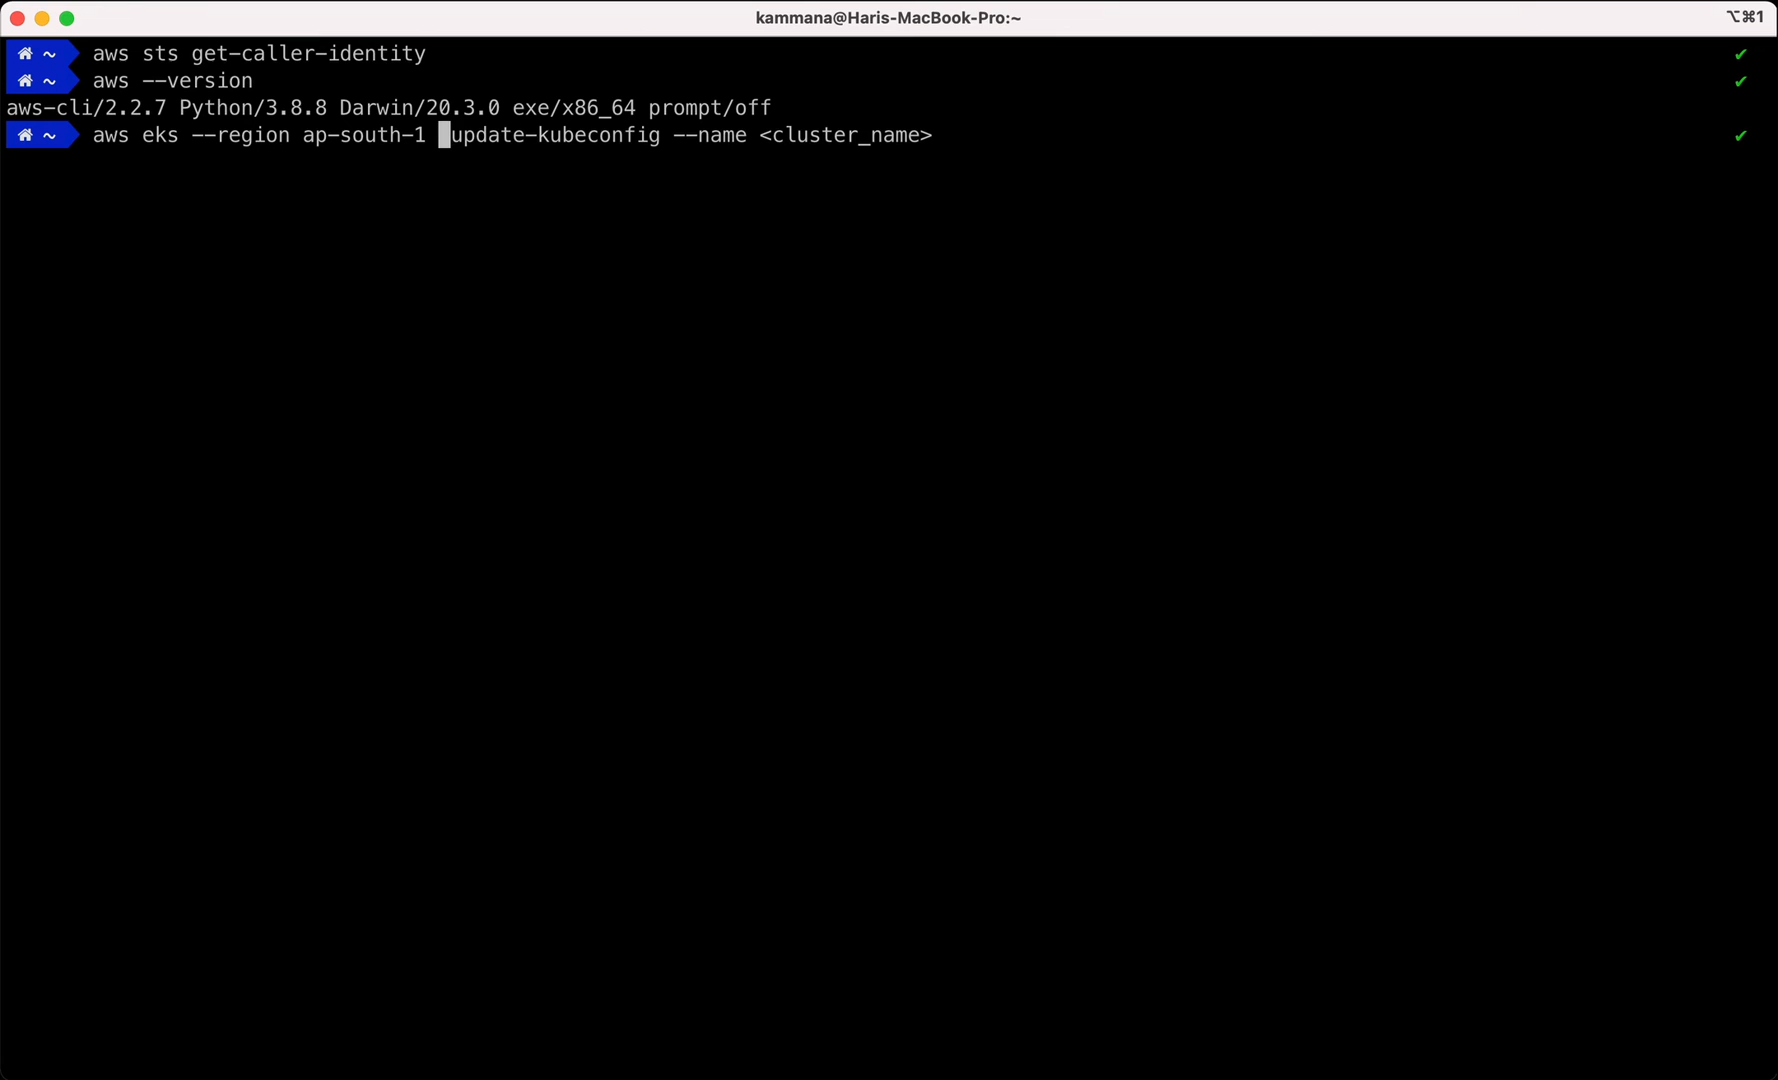 kammana@Haris-MacBook-Pro:~
⌥⌘1
~ aws sts get-caller-identity ✔
~ aws --version ✔
aws-cli/2.2.7 Python/3.8.8 Darwin/20.3.0 exe/x86_64 prompt/off
~ aws eks --region ap-south-1 update-kubeconfig --name <cluster_name> ✔